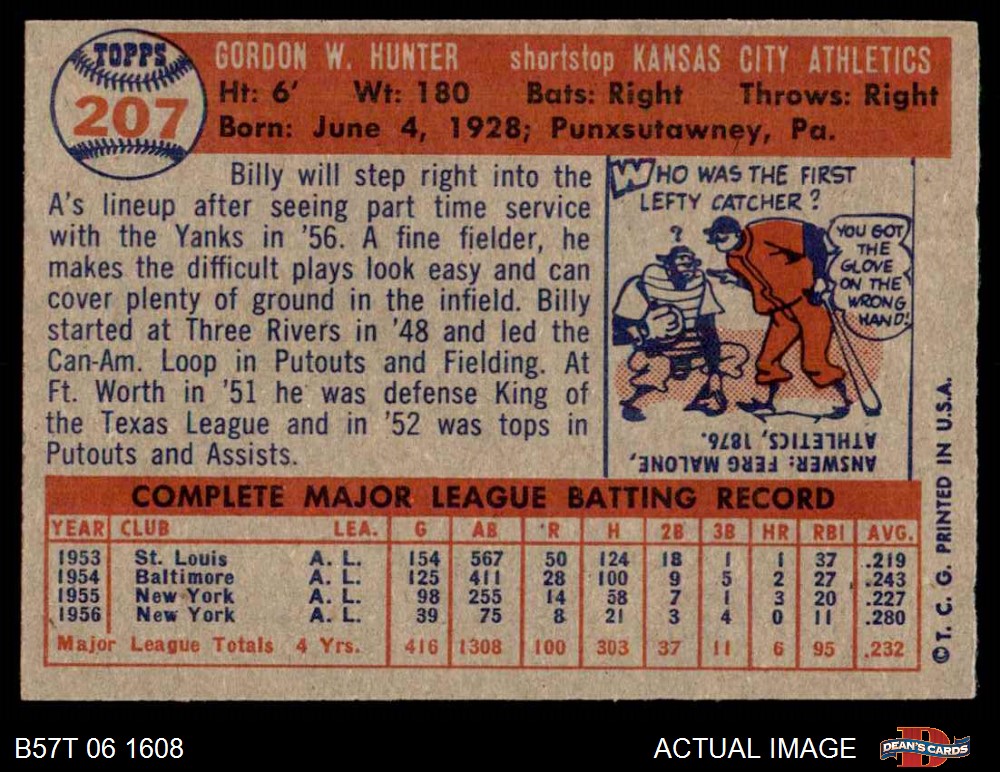 TOPPS
207
GORDON W. HUNTER shortstop KANSAS CITY ATHLETICS
Ht: 6' Wt: 180 Bats: Right Throws: Right
Born: June 4, 1928; Punxsutawney, Pa.
Billy will step right into the
A's lineup after seeing part time service
with the Yanks in '56. A fine fielder, he
makes the difficult plays look easy and can
cover plenty of ground in the infield. Billy
started at Three Rivers in '48 and led the
Can-Am. Loop in Putouts and Fielding. At
Ft. Worth in '51 he was defense King of
the Texas League and in '52 was tops in
Putouts and Assists.
WHO WAS THE FIRST
LEFTY CATCHER?
?
YOU GOT
THE
GLOVE
ON THE
WRONG
HAND!
ANSWER: FERG MALONE,
ATHLETICS, 1876.
COMPLETE MAJOR LEAGUE BATTING RECORD
YEAR CLUB LEA. G AB R H 2B 3B HR RBI AVG.
1953 St. Louis A. L. 154 567 50 124 18 1 1 37 .219
1954 Baltimore A. L. 125 411 28 100 9 5 2 27 .243
1955 New York A. L. 98 255 14 58 7 1 3 20 .227
1956 New York A. L. 39 75 8 21 3 4 0 11 .280
Major League Totals 4 Yrs. 416 1308 100 303 37 11 6 95 .232
© T. C. G. PRINTED IN U.S.A.
B57T 06 1608
ACTUAL IMAGE
DEAN'S CARDS